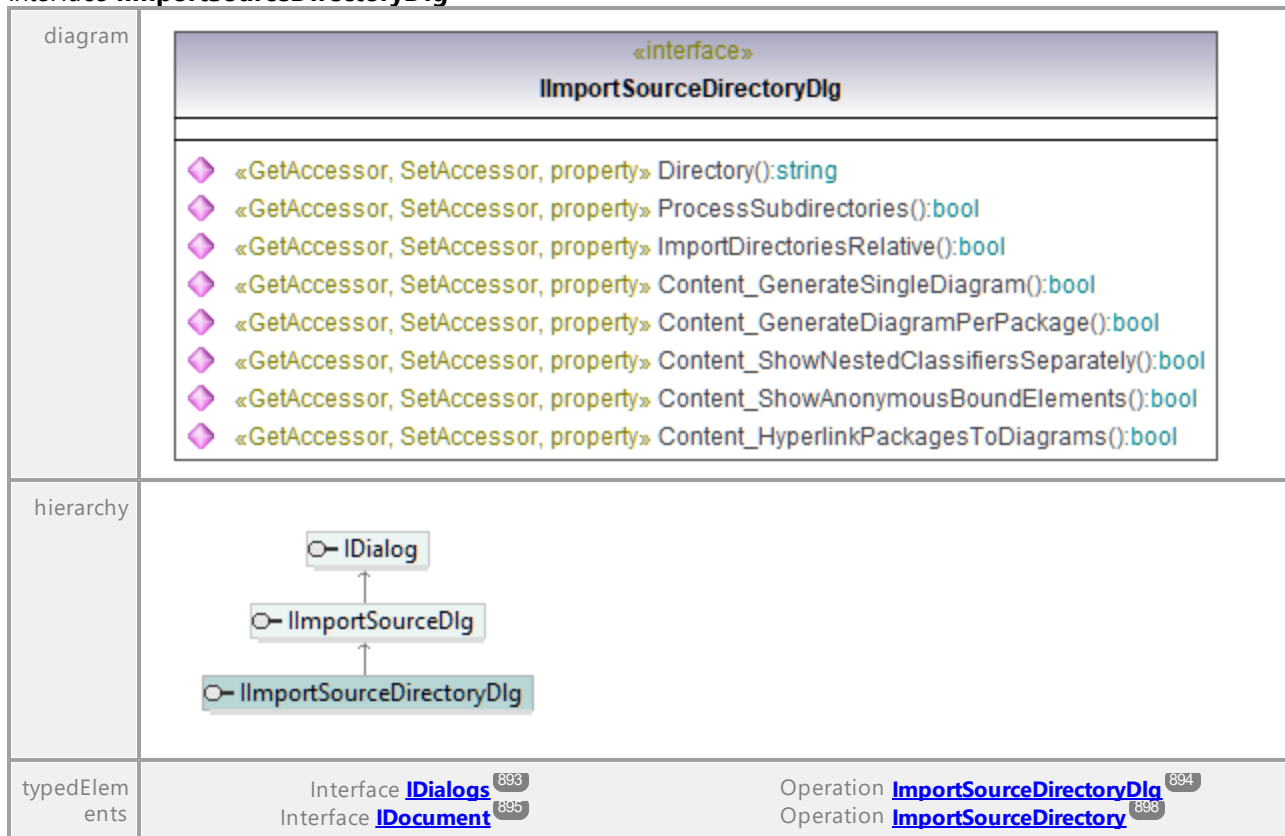 interface IImportSourceDirectoryDlg
diagram
«interface»
IImportSourceDirectoryDlg
«GetAccessor, SetAccessor, property» Directory():string
«GetAccessor, SetAccessor, property» ProcessSubdirectories():bool
«GetAccessor, SetAccessor, property» ImportDirectoriesRelative():bool
«GetAccessor, SetAccessor, property» Content_GenerateSingleDiagram():bool
«GetAccessor, SetAccessor, property» Content_GenerateDiagramPerPackage():bool
«GetAccessor, SetAccessor, property» Content_ShowNestedClassifiersSeparately():bool
«GetAccessor, SetAccessor, property» Content_ShowAnonymousBoundElements():bool
«GetAccessor, SetAccessor, property» Content_HyperlinkPackagesToDiagrams():bool
hierarchy
IDialog
IImportSourceDlg
IImportSourceDirectoryDlg
typedElem
ents
Interface IDialogs 893
Operation ImportSourceDirectoryDlg 894
Interface IDocument 895
Operation ImportSourceDirectory 898